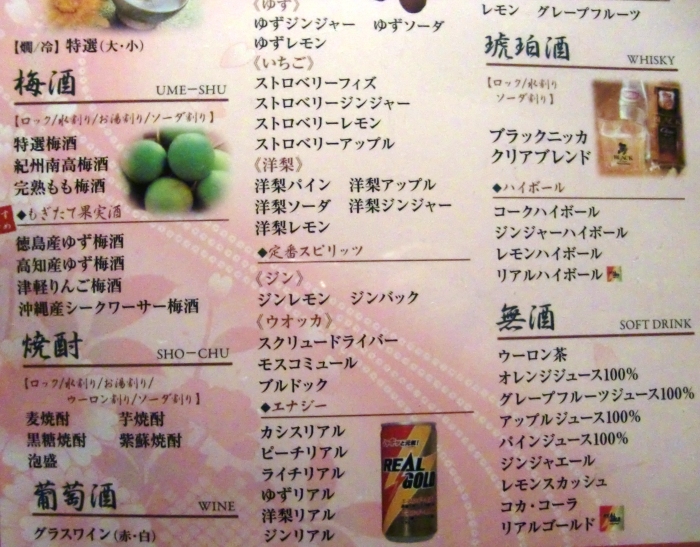 【燗/冷】特選（大・小）
梅酒 UME－SHU
【ロック/水割り/お湯割り/ソーダ割り】
特選梅酒
紀州南高梅酒
完熟もも梅酒
◆もぎたて果実酒
徳島産ゆず梅酒
高知産ゆず梅酒
津軽りんご梅酒
沖縄産シークワーサー梅酒
焼酎 SHO－CHU
【ロック/水割り/お湯割り/
ウーロン割り/ソーダ割り】
麦焼酎 芋焼酎
黒糖焼酎 紫蘇焼酎
泡盛
葡萄酒 WINE
グラスワイン（赤・白）
《ゆず》
ゆずジンジャー ゆずソーダ
ゆずレモン
《いちご》
ストロベリーフィズ
ストロベリージンジャー
ストロベリーレモン
ストロベリーアップル
《洋梨》
洋梨パイン 洋梨アップル
洋梨ソーダ 洋梨ジンジャー
洋梨レモン
◆定番スピリッツ
《ジン》
ジンレモン ジンバック
《ウオッカ》
スクリュードライバー
モスコミュール
ブルドック
◆エナジー
カシスリアル
ピーチリアル
ライチリアル
ゆずリアル
洋梨リアル
ジンリアル
REAL
GOLD
レモン グレープフルーツ
琥珀酒 WHISKY
【ロック/水割り
ソーダ割り】
ブラックニッカ
クリアブレンド
◆ハイボール
コークハイボール
ジンジャーハイボール
レモンハイボール
リアルハイボール
無酒 SOFT DRINK
ウーロン茶
オレンジジュース100%
グレープフルーツジュース100%
アップルジュース100%
パインジュース100%
ジンジャエール
レモンスカッシュ
コカ・コーラ
リアルゴールド